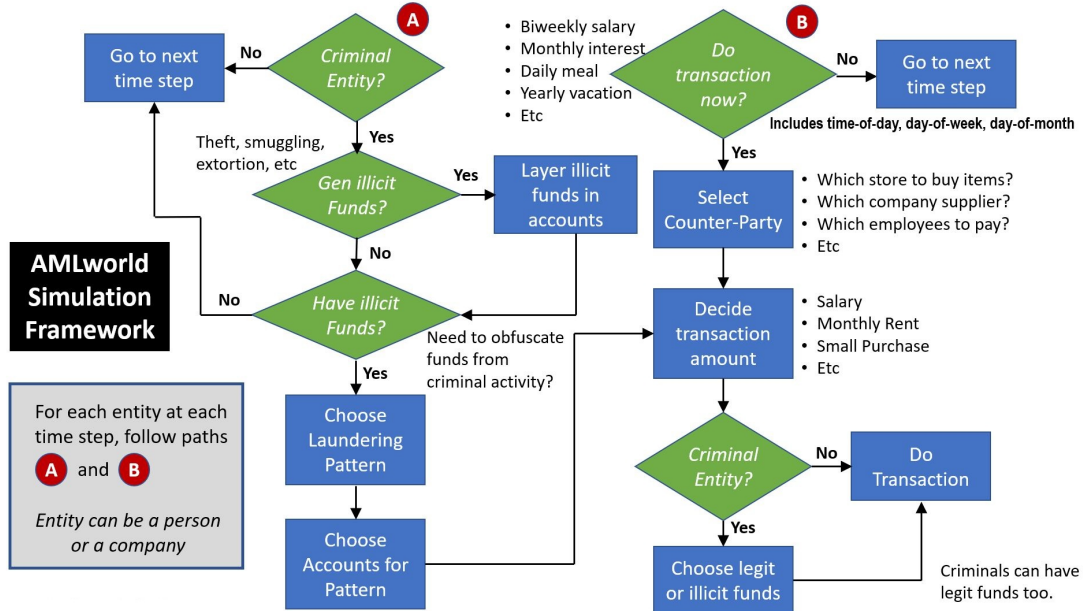 A
Criminal
Entity?
No
Go to next
time step
Yes
Theft, smuggling,
extortion, etc
Gen illicit
Funds?
Yes
Layer illicit
funds in
accounts
No
Have illicit
Funds?
No
Need to obfuscate
funds from
criminal activity?
Yes
Choose
Laundering
Pattern
Choose
Accounts for
Pattern
AMLworld
Simulation
Framework
For each entity at each
time step, follow paths
A and B
Entity can be a person
or a company
B
• Biweekly salary
• Monthly interest
• Daily meal
• Yearly vacation
• Etc
Do
transaction
now?
No
Go to next
time step
Includes time-of-day, day-of-week, day-of-month
Yes
Select
Counter-Party
• Which store to buy items?
• Which company supplier?
• Which employees to pay?
• Etc
Decide
transaction
amount
• Salary
• Monthly Rent
• Small Purchase
• Etc
Criminal
Entity?
No
Do
Transaction
Yes
Choose legit
or illicit funds
Criminals can have
legit funds too.